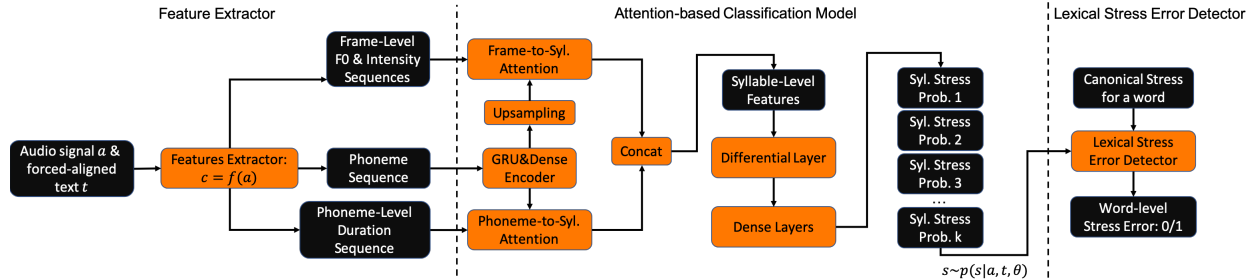 Feature Extractor
Attention-based Classification Model
Lexical Stress Error Detector
Audio signal a &
forced-aligned
text t
Features Extractor:
c = f(a)
Frame-Level
F0 & Intensity
Sequences
Phoneme
Sequence
Phoneme-Level
Duration
Sequence
Frame-to-Syl.
Attention
Upsampling
GRU&Dense
Encoder
Phoneme-to-Syl.
Attention
Concat
Syllable-Level
Features
Differential Layer
Dense Layers
Syl. Stress
Prob. 1
Syl. Stress
Prob. 2
Syl. Stress
Prob. 3
...
Syl. Stress
Prob. k
s~p(s|a, t, θ)
Canonical Stress
for a word
Lexical Stress
Error Detector
Word-level
Stress Error: 0/1